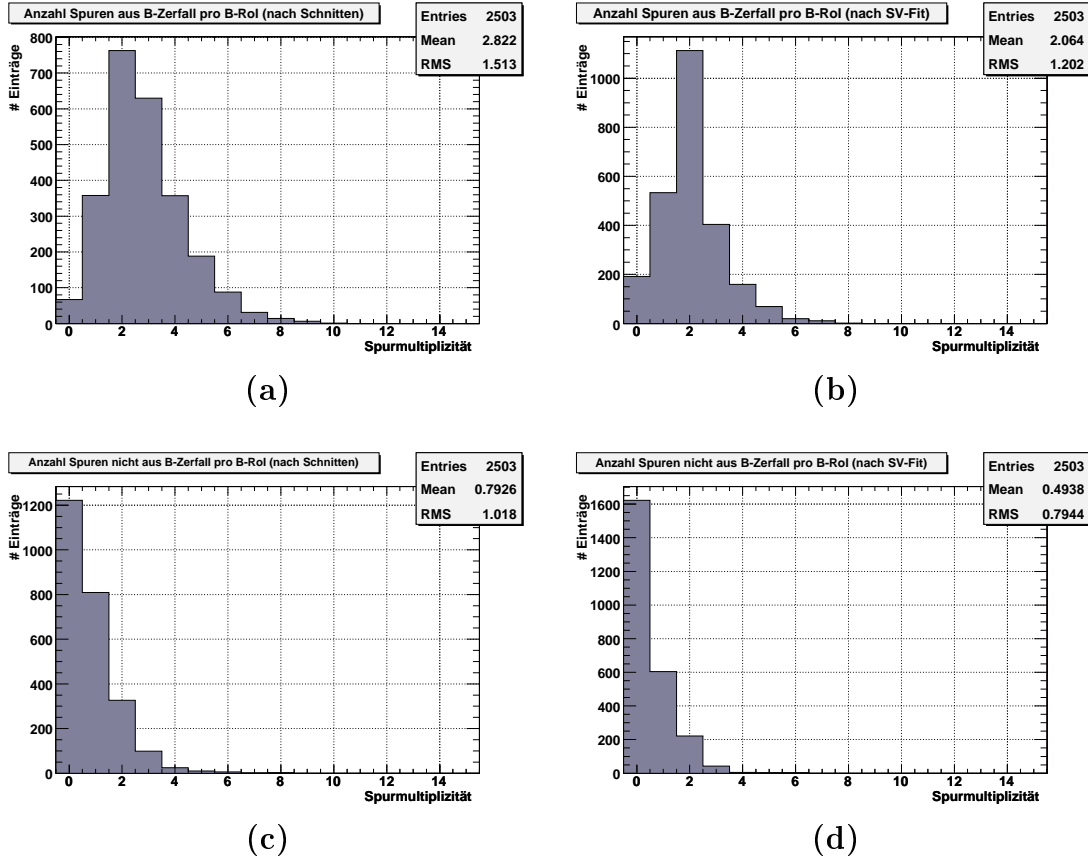 Anzahl Spuren aus B-Zerfall pro B-RoI (nach Schnitten)
Entries 2503
Mean 2.822
RMS 1.513
# Einträge
800
700
600
500
400
300
200
100
0
0 2 4 6 8 10 12 14
Spurmultiplizität
(a)
Anzahl Spuren aus B-Zerfall pro B-RoI (nach SV-Fit)
Entries 2503
Mean 2.064
RMS 1.202
# Einträge
1000
800
600
400
200
0
0 2 4 6 8 10 12 14
Spurmultiplizität
(b)
Anzahl Spuren nicht aus B-Zerfall pro B-RoI (nach Schnitten)
Entries 2503
Mean 0.7926
RMS 1.018
# Einträge
1200
1000
800
600
400
200
0
0 2 4 6 8 10 12 14
Spurmultiplizität
(c)
Anzahl Spuren nicht aus B-Zerfall pro B-RoI (nach SV-Fit)
Entries 2503
Mean 0.4938
RMS 0.7944
# Einträge
1600
1400
1200
1000
800
600
400
200
0
0 2 4 6 8 10 12 14
Spurmultiplizität
(d)